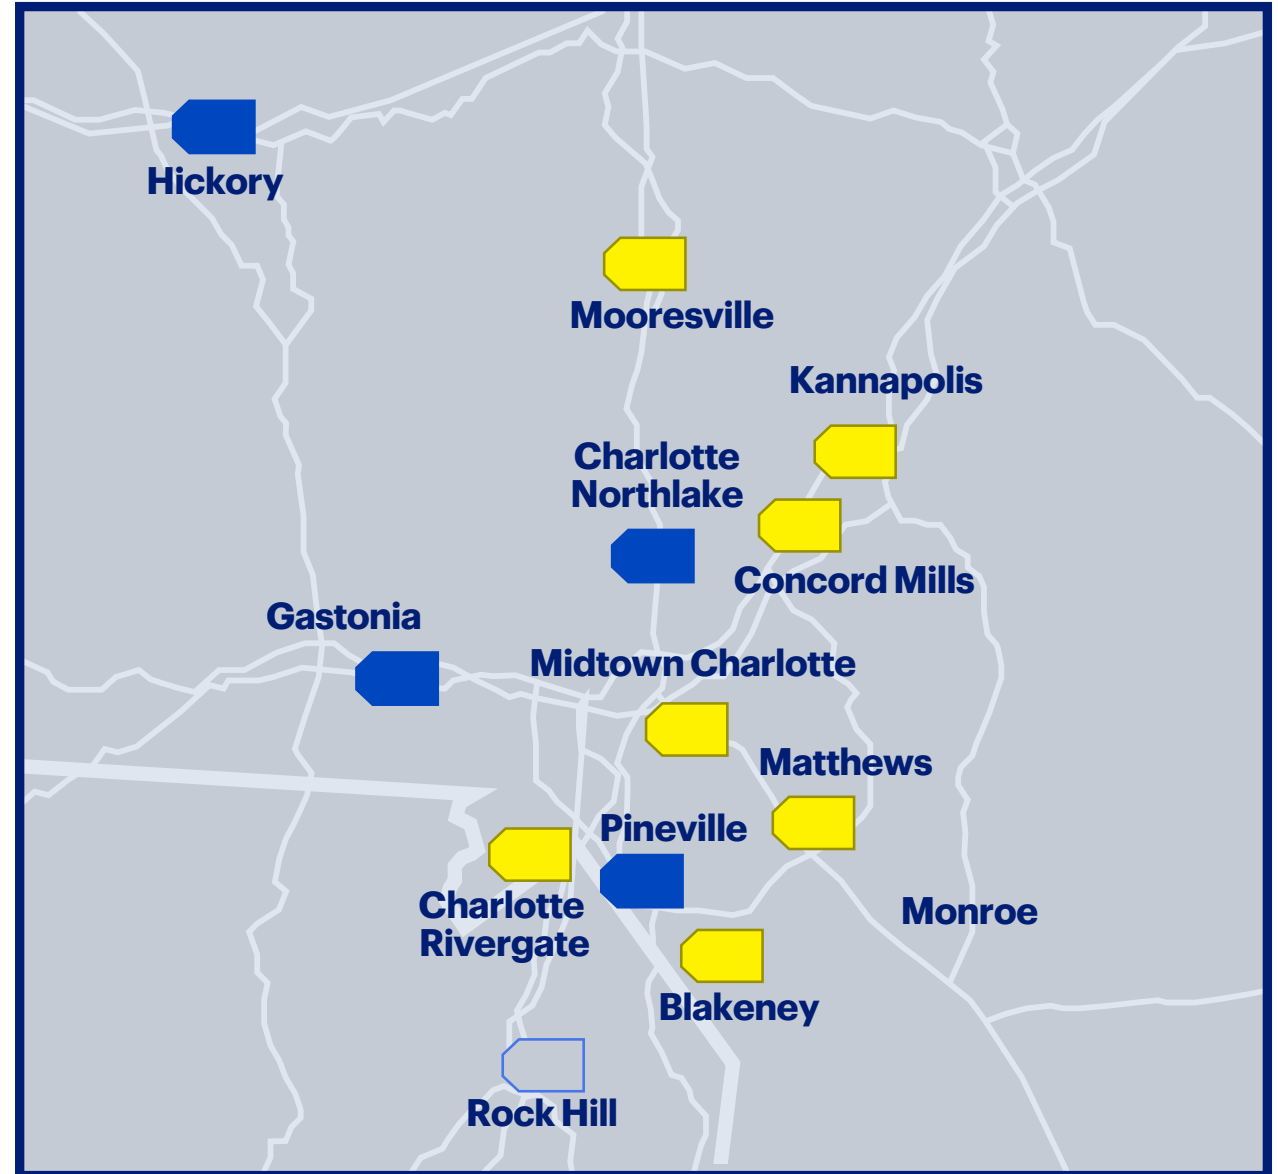 Hickory
Mooresville
Kannapolis
Charlotte
Northlake
Concord Mills
Gastonia
Midtown Charlotte
Matthews
Pineville
Charlotte
Rivergate
Monroe
Blakeney
Rock Hill